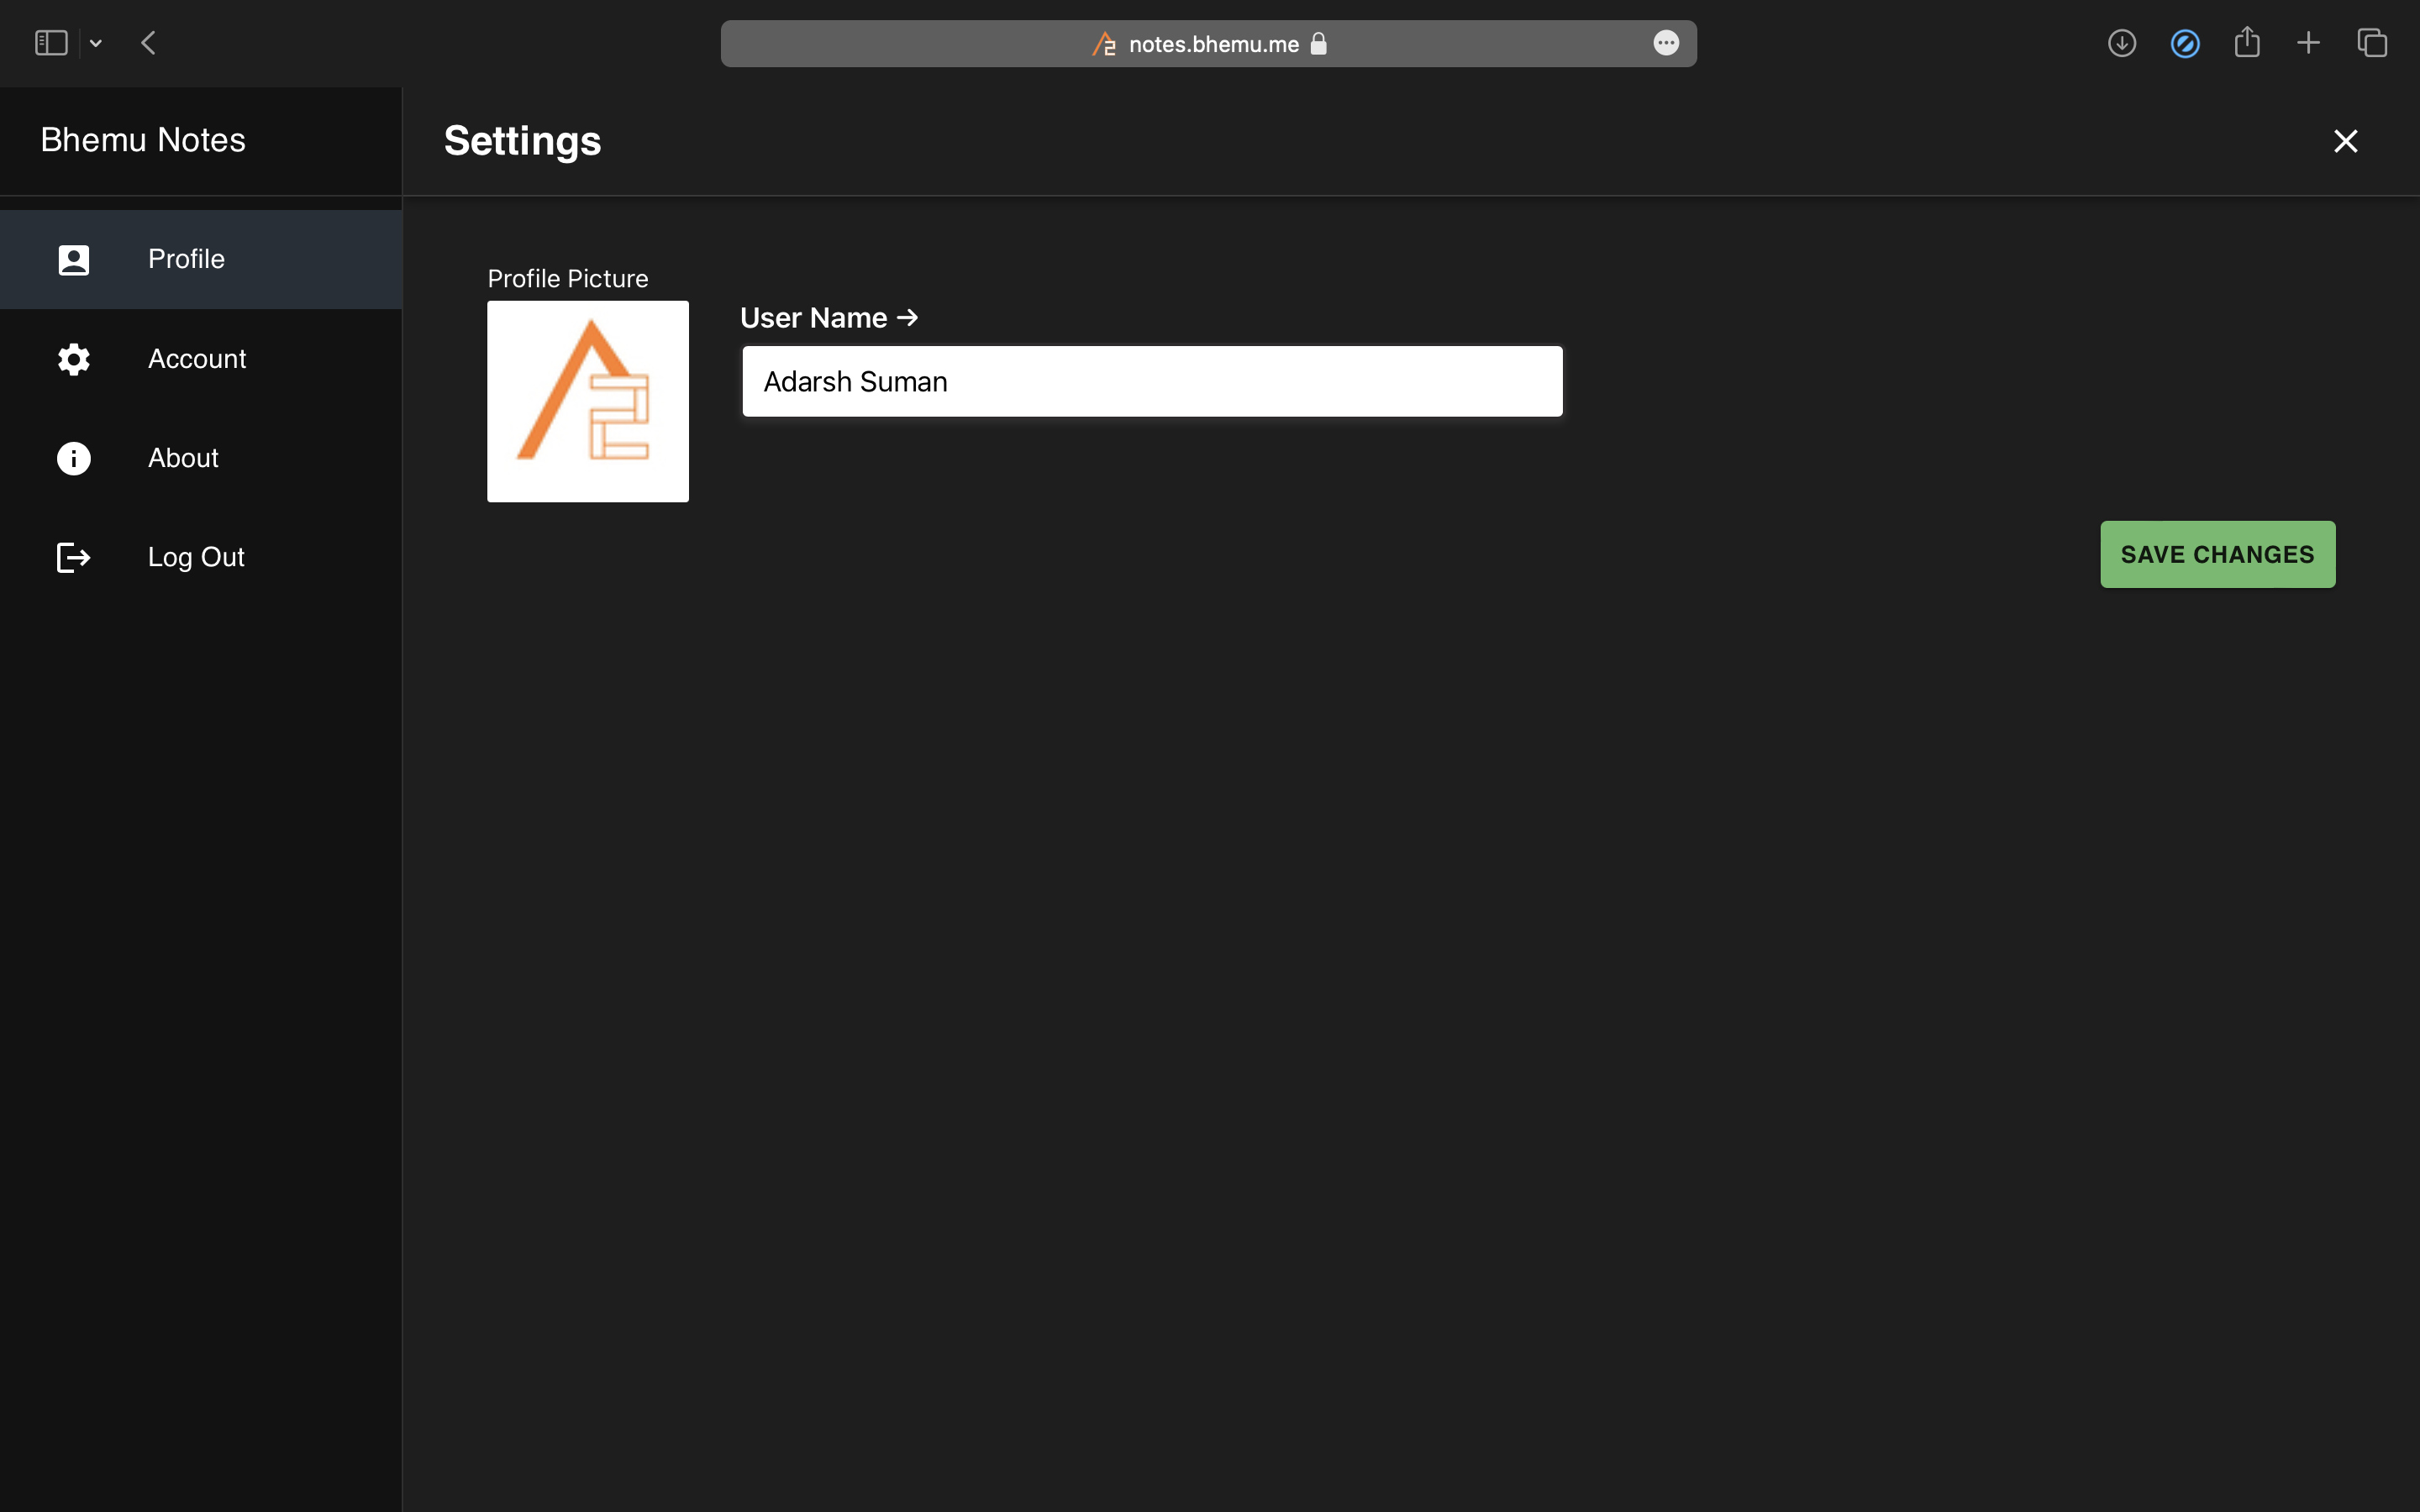 notes.bhemu.me
Bhemu Notes
Settings
Profile
Account
About
Log Out
Profile Picture
User Name →
Adarsh Suman
SAVE CHANGES